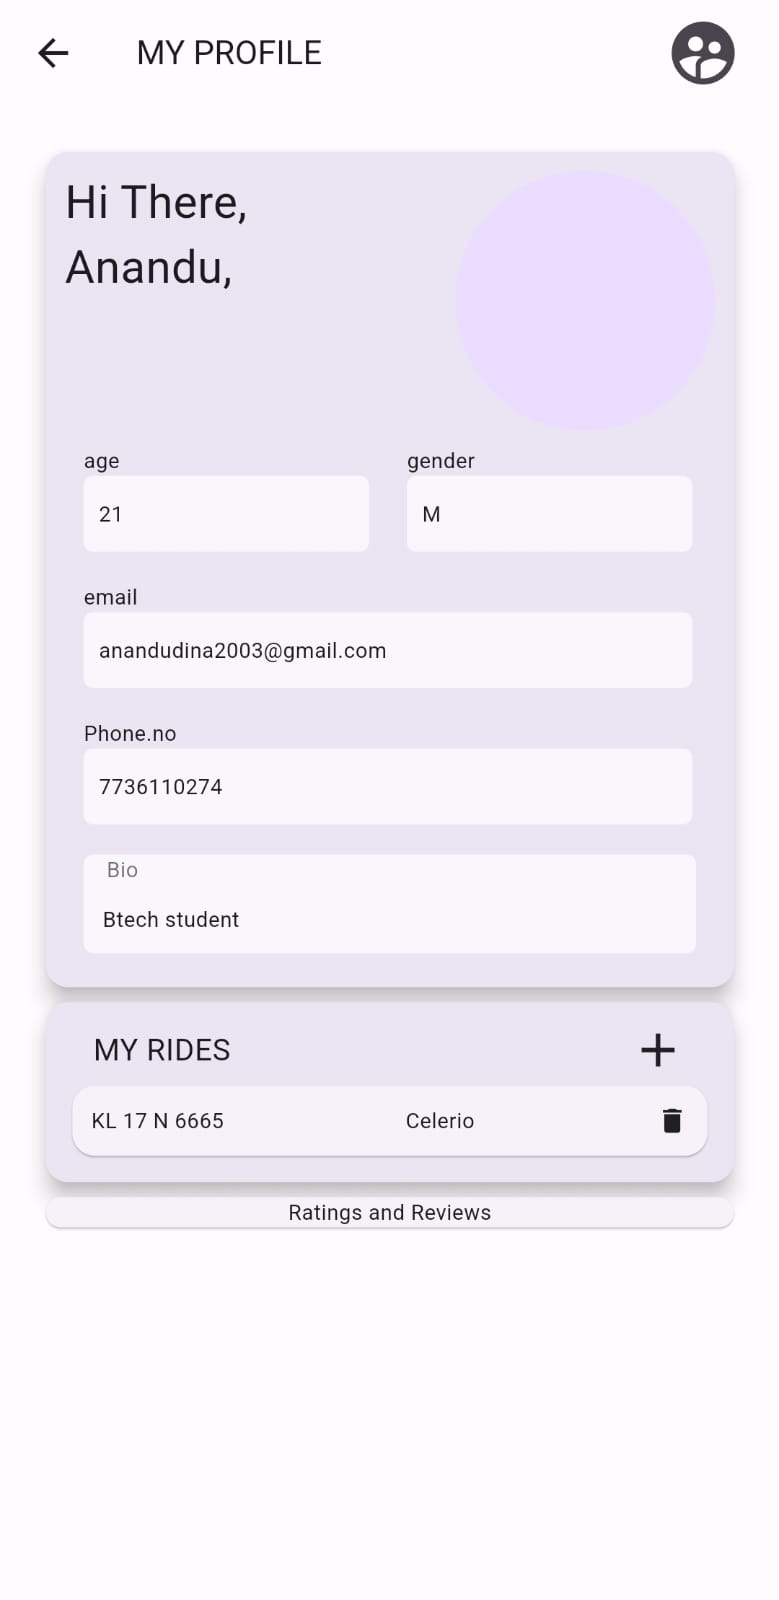 MY PROFILE
Hi There,
Anandu,
age
gender
21
M
email
anandudina2003@gmail.com
Phone.no
7736110274
Bio
Btech student
MY RIDES
KL 17 N 6665
Celerio
Ratings and Reviews